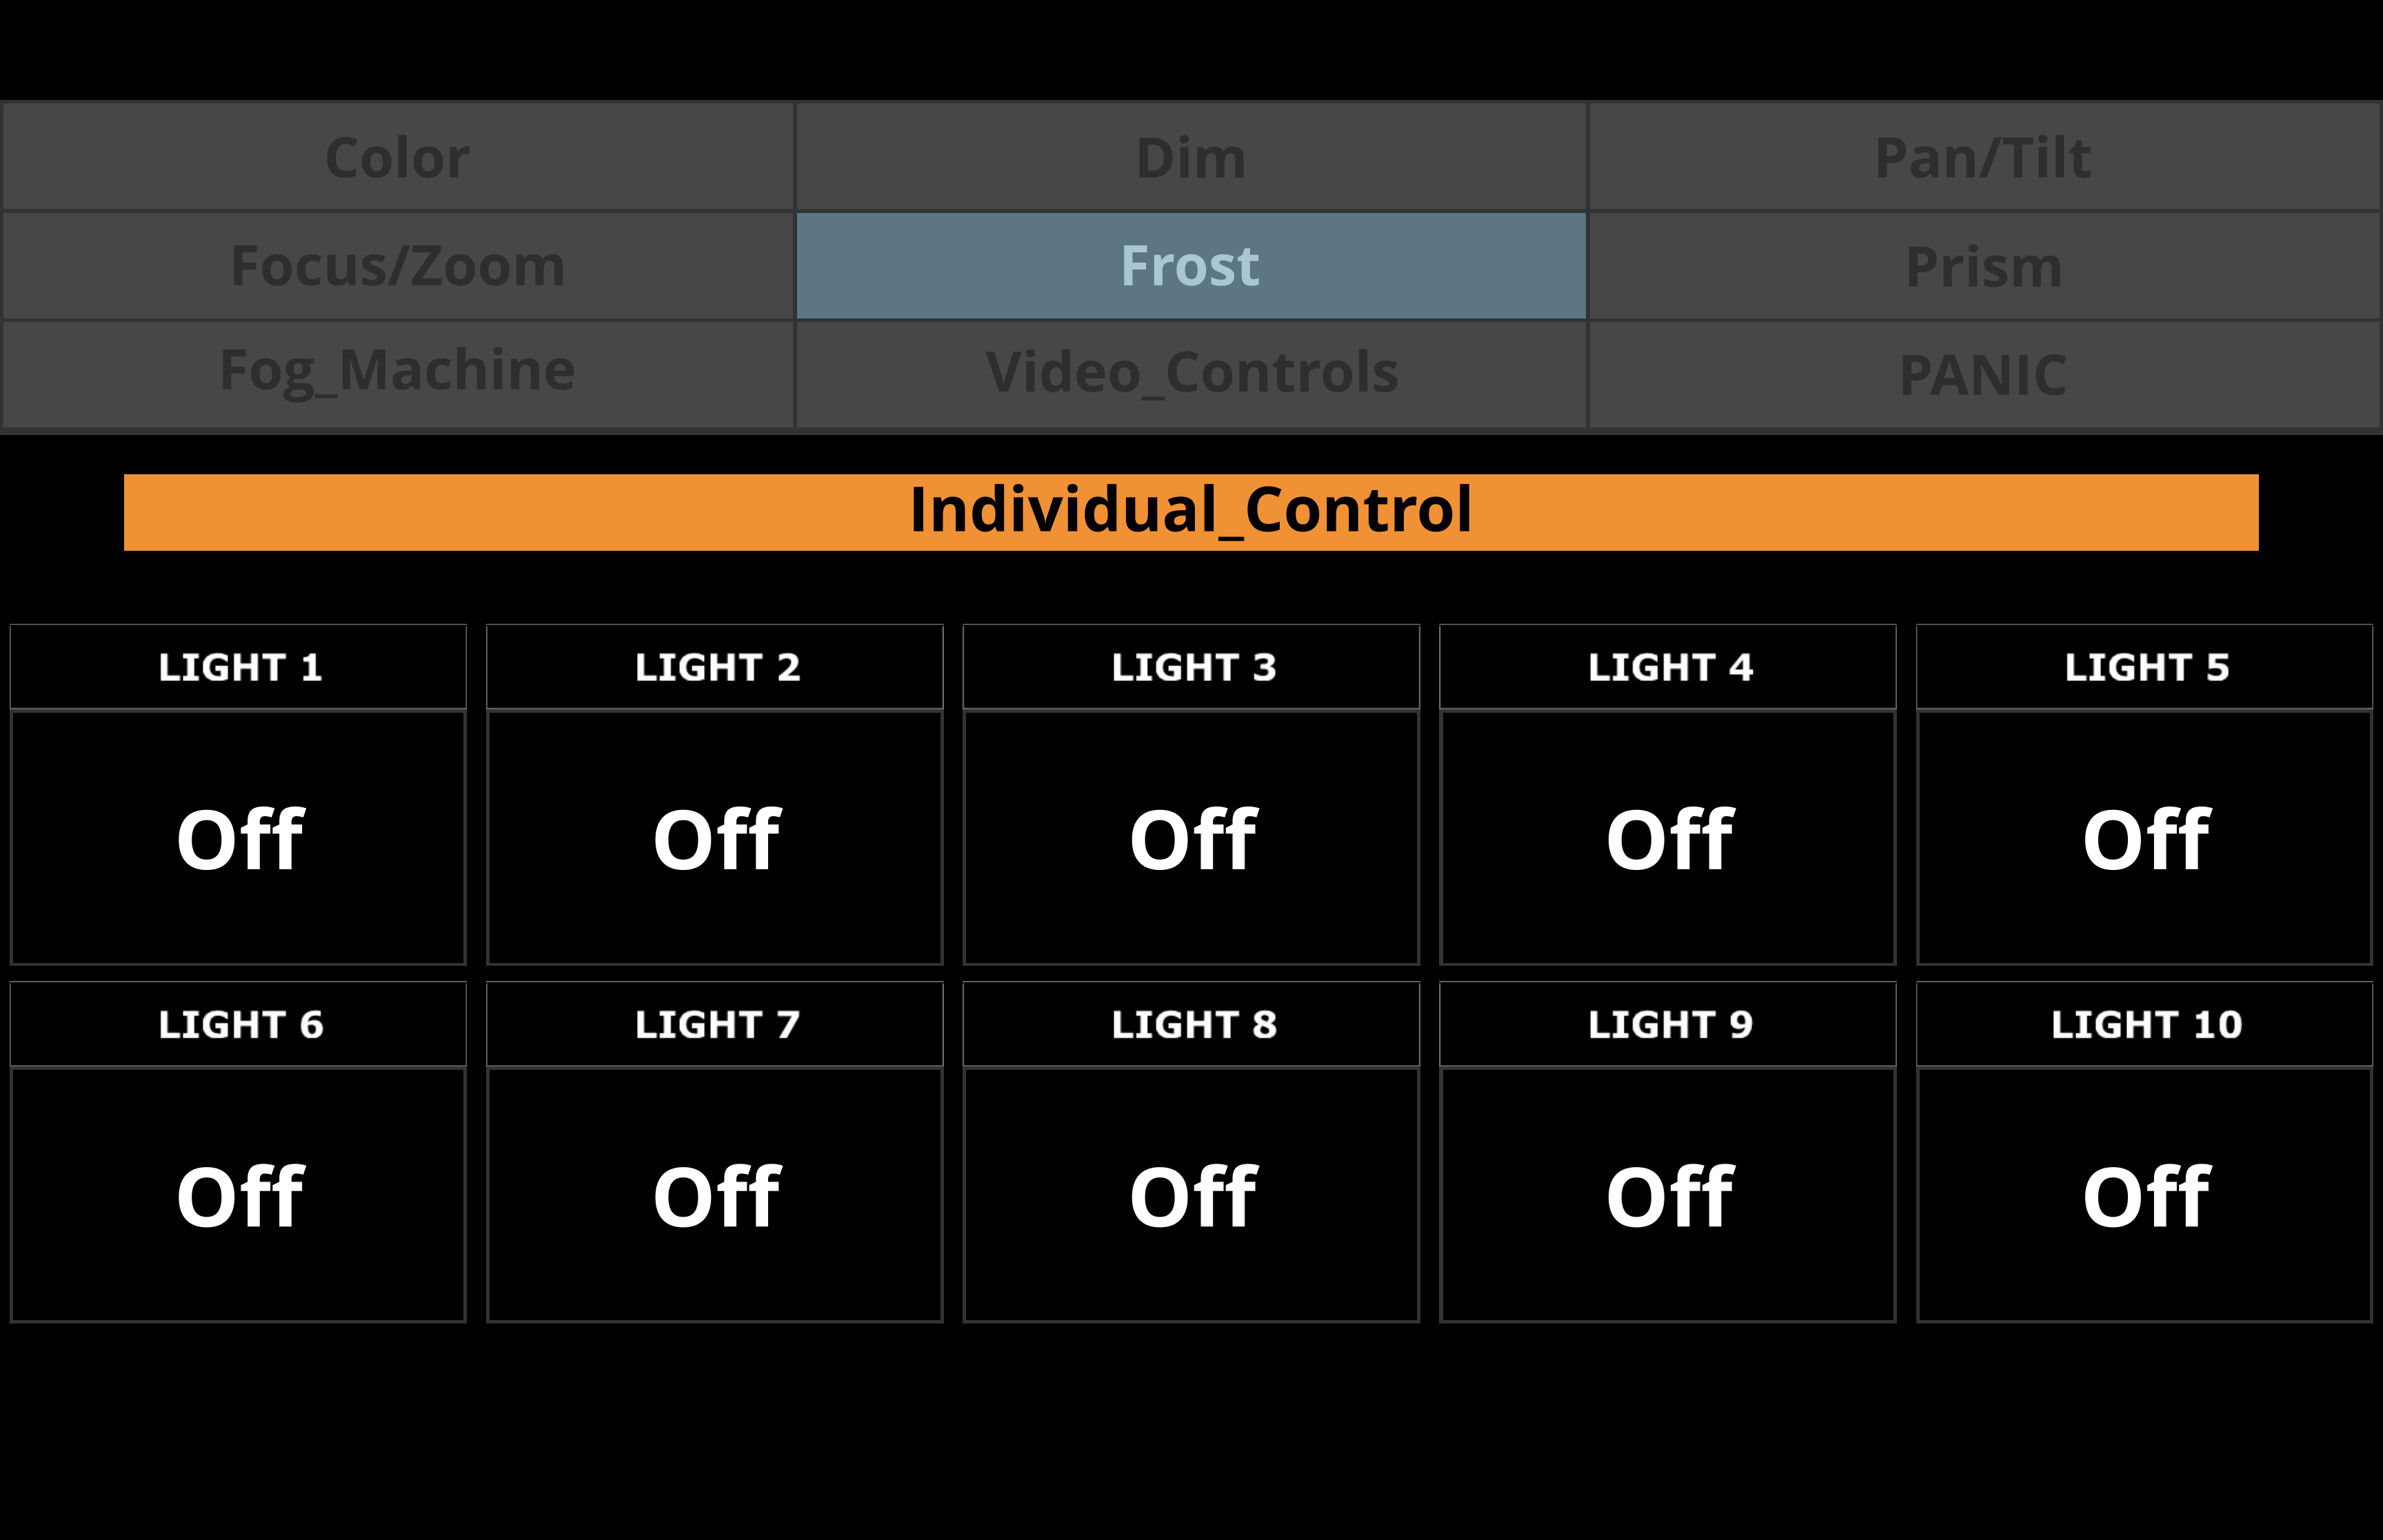 Color Dim Pan/Tilt
Focus/Zoom Frost Prism
Fog_Machine Video_Controls PANIC
Individual_Control
LIGHT 1 LIGHT 2 LIGHT 3 LIGHT 4 LIGHT 5
Off Off Off Off Off
LIGHT 6 LIGHT 7 LIGHT 8 LIGHT 9 LIGHT 10
Off Off Off Off Off